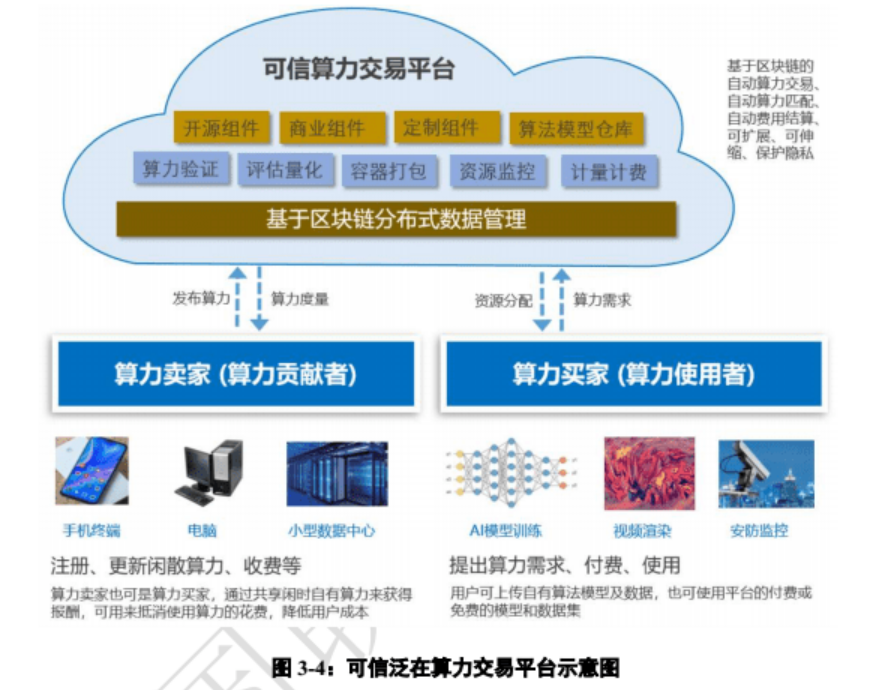 可信算力交易平台
基于区块链的
自动算力交易、
自动算力匹配、
自动费用结算、
可扩展、可伸
缩、保护隐私
开源组件 商业组件 定制组件 算法模型仓库
算力验证 评估量化 容器打包 资源监控 计量计费
基于区块链分布式数据管理
发布算力 算力度量 资源分配 算力需求
算力卖家 (算力贡献者) 算力买家 (算力使用者)
手机终端 电脑 小型数据中心 AI模型训练 视频渲染 安防监控
注册、更新闲散算力、收费等
算力卖家也可是算力买家，通过共享闲时自有算力来获得
报酬，可用来抵消使用算力的花费，降低用户成本
提出算力需求、付费、使用
用户可上传自有算法模型及数据，也可使用平台的付费或
免费的模型和数据集
图 3-4：可信泛在算力交易平台示意图